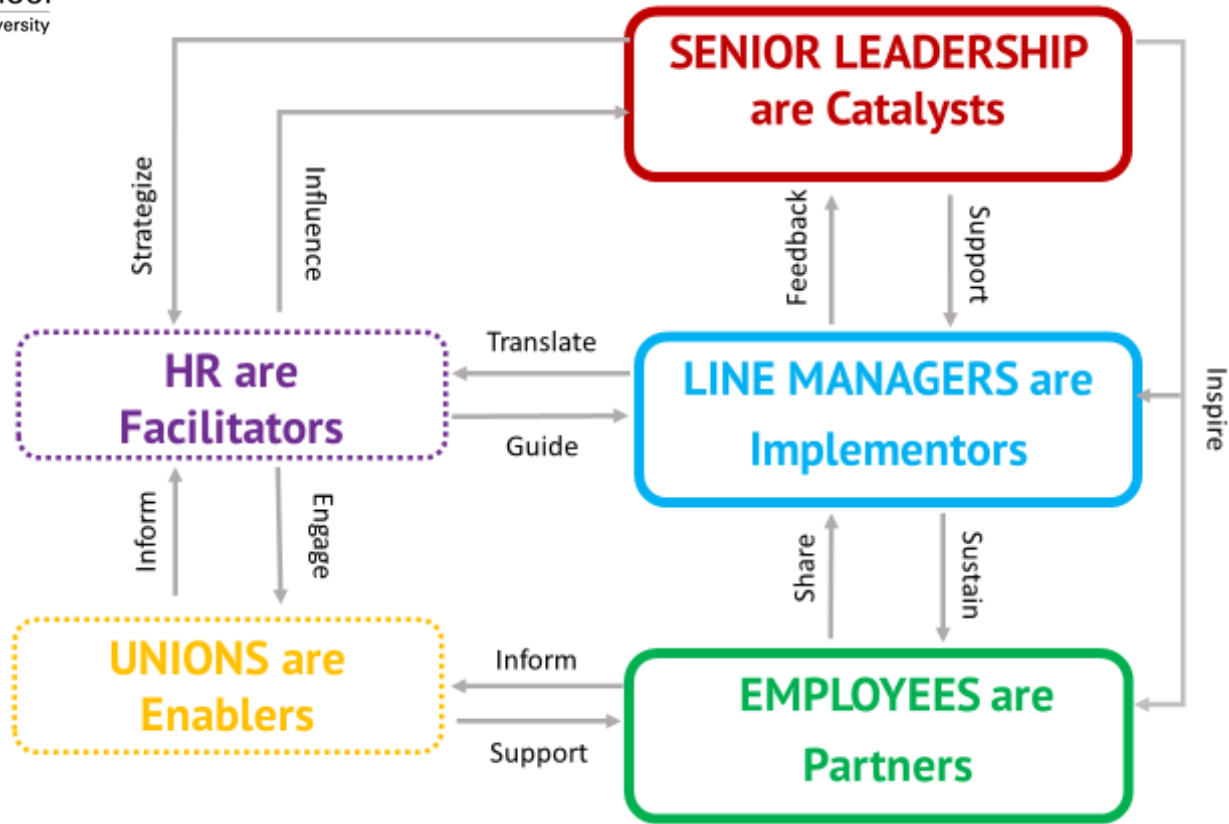 versity
SENIOR LEADERSHIP
are Catalysts
Strategize
Influence
Feedback
Support
HR are
Facilitators
Translate
Guide
LINE MANAGERS are
Implementors
Inspire
Inform
Engage
Share
Sustain
UNIONS are
Enablers
Inform
Support
EMPLOYEES are
Partners